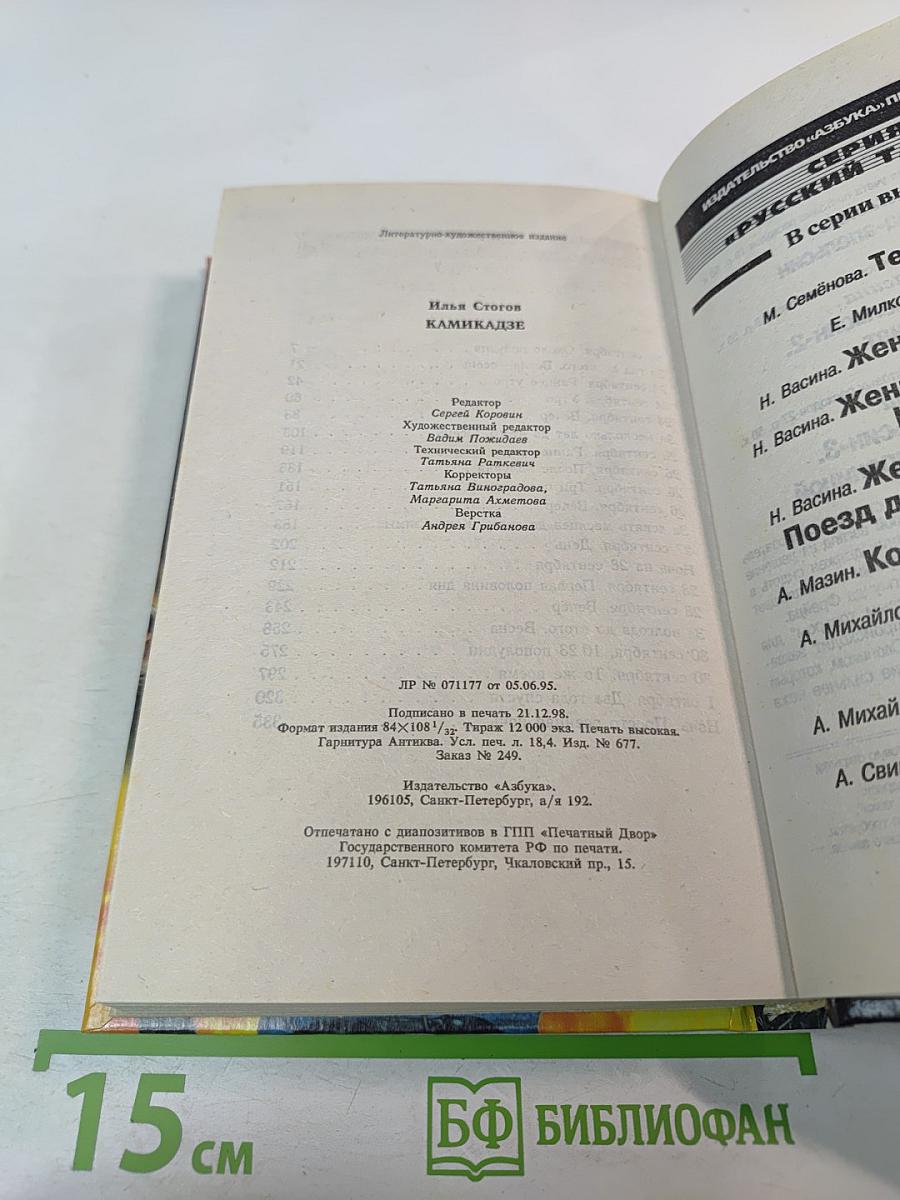 Литературно-художественное издание
Илья Стогов
КАМИКАДЗЕ
Редактор
Сергей Коровин
Художественный редактор
Вадим Пожидаев
Технический редактор
Татьяна Раткевич
Корректоры
Татьяна Виноградова,
Маргарита Ахметова
Верстка
Андрея Грибанова
ЛР № 071177 от 05.06.95.
Подписано в печать 21.12.98.
Формат издания 84×108 1/32. Тираж 12 000 экз. Печать высокая.
Гарнитура Антиква. Усл. печ. л. 18,4. Изд. № 677.
Заказ № 249.
Издательство «Азбука».
196105, Санкт-Петербург, а/я 192.
Отпечатано с диапозитивов в ГПП «Печатный Двор»
Государственного комитета РФ по печати.
197110, Санкт-Петербург, Чкаловский пр., 15.
ИЗДАТЕЛЬСТВО «АЗБУКА»
СЕРИЯ
«РУССКИЙ
В серии
М. Семёнова.
Е.
Н. Васина.
Н. Васина.
Н. Васина.
Поезд
А. Мазин.
А.
А.
А.
15 см
БФ БИБЛИОФАН